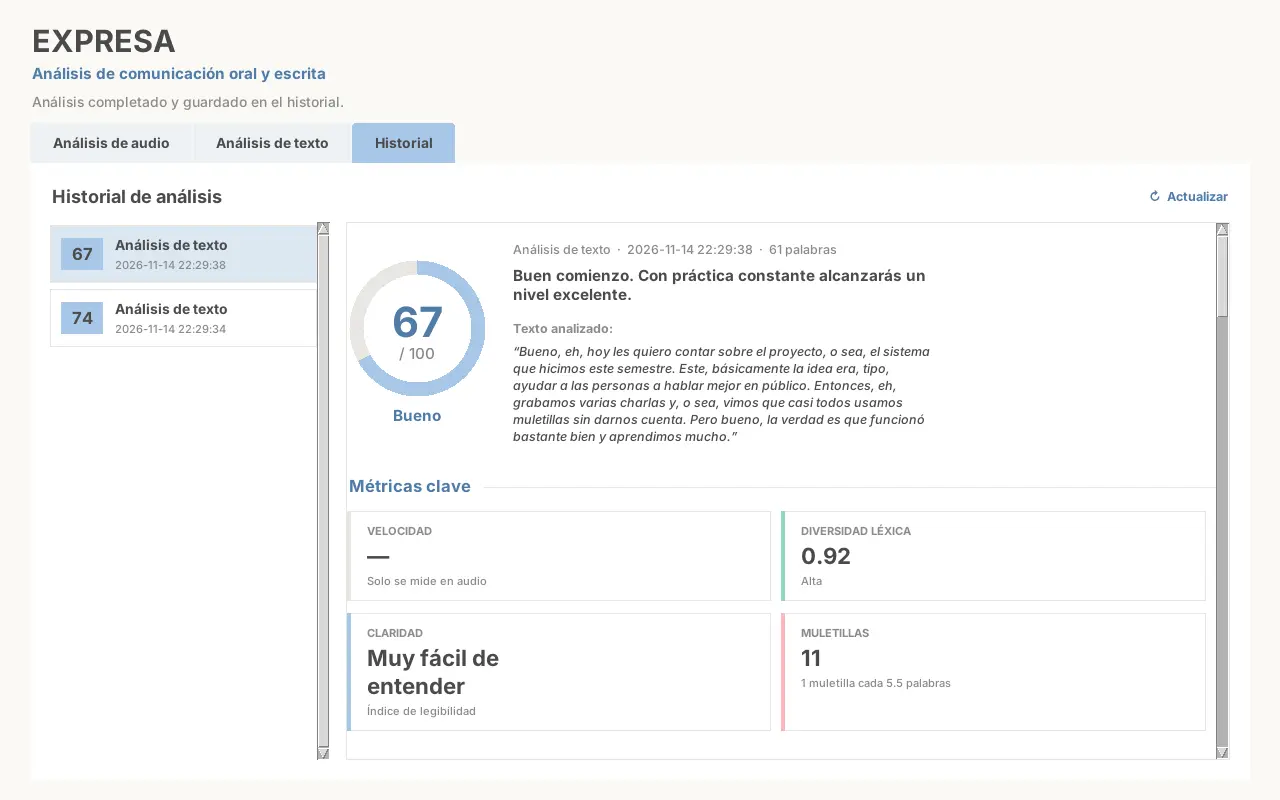 EXPRESA
Análisis de comunicación oral y escrita
Análisis completado y guardado en el historial.
Análisis de audio
Análisis de texto
Historial
Historial de análisis
↻ Actualizar
67
Análisis de texto
2026-11-14 22:29:38
74
Análisis de texto
2026-11-14 22:29:34
67
/ 100
Bueno
Análisis de texto · 2026-11-14 22:29:38 · 61 palabras
Buen comienzo. Con práctica constante alcanzarás un
nivel excelente.
Texto analizado:
“Bueno, eh, hoy les quiero contar sobre el proyecto, o sea, el sistema
que hicimos este semestre. Este, básicamente la idea era, tipo,
ayudar a las personas a hablar mejor en público. Entonces, eh,
grabamos varias charlas y, o sea, vimos que casi todos usamos
muletillas sin darnos cuenta. Pero bueno, la verdad es que funcionó
bastante bien y aprendimos mucho.”
Métricas clave
VELOCIDAD
—
Solo se mide en audio
DIVERSIDAD LÉXICA
0.92
Alta
CLARIDAD
Muy fácil de
entender
Índice de legibilidad
MULETILLAS
11
1 muletilla cada 5.5 palabras